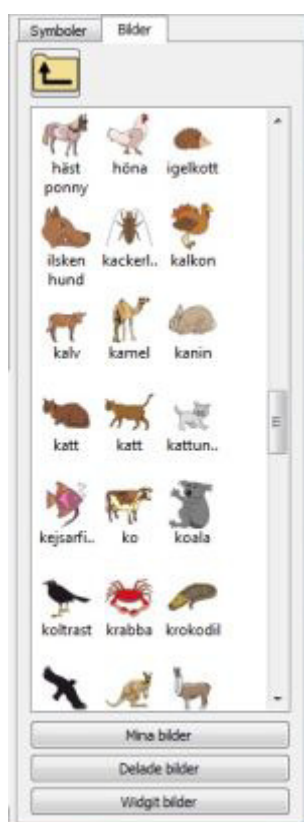 Symboler Bilder
häst ponny höna igelkott
ilsken hund kackerl.. kalkon
kalv kamel kanin
katt katt kattun..
kejsarfi.. ko koala
koltrast krabba krokodil
Mina bilder
Delade bilder
Widgit bilder